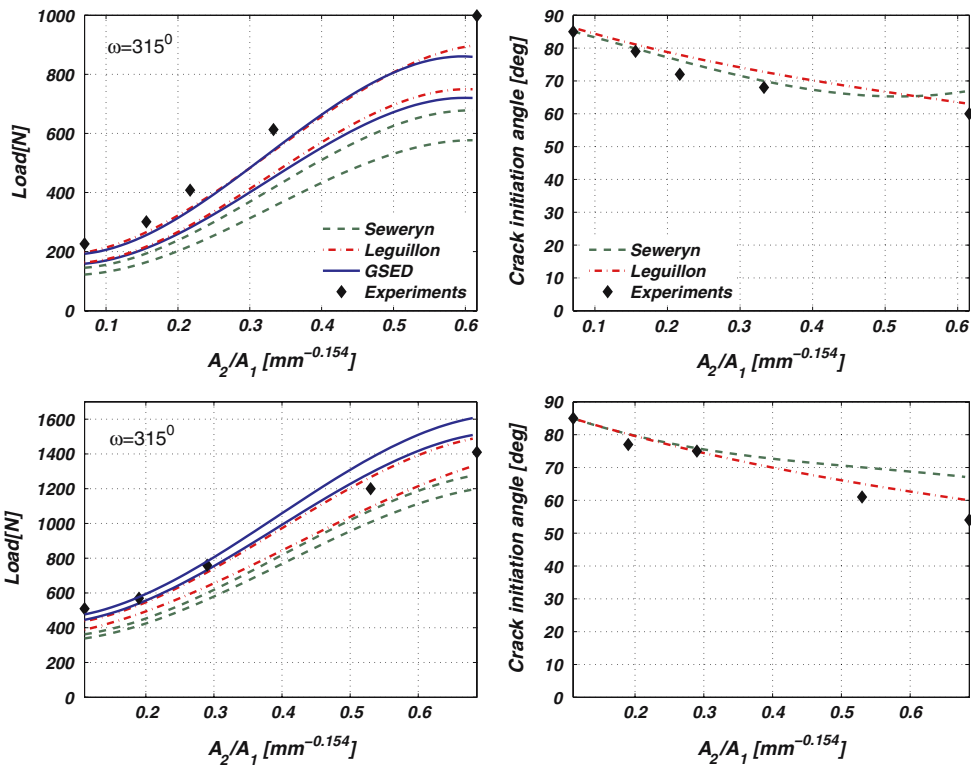 1000
800
600
400
200
0
Load[N]
ω=315⁰
Seweryn
Leguillon
GSED
Experiments
0.1 0.2 0.3 0.4 0.5 0.6
A₂/A₁ [mm⁻⁰·¹⁵⁴]
90
80
70
60
50
40
30
20
10
0
Crack initiation angle [deg]
Seweryn
Leguillon
Experiments
0.1 0.2 0.3 0.4 0.5 0.6
A₂/A₁ [mm⁻⁰·¹⁵⁴]
1600
1400
1200
1000
800
600
400
200
0
Load[N]
ω=315⁰
0.2 0.3 0.4 0.5 0.6
A₂/A₁ [mm⁻⁰·¹⁵⁴]
90
80
70
60
50
40
30
20
10
0
Crack initiation angle [deg]
0.2 0.3 0.4 0.5 0.6
A₂/A₁ [mm⁻⁰·¹⁵⁴]